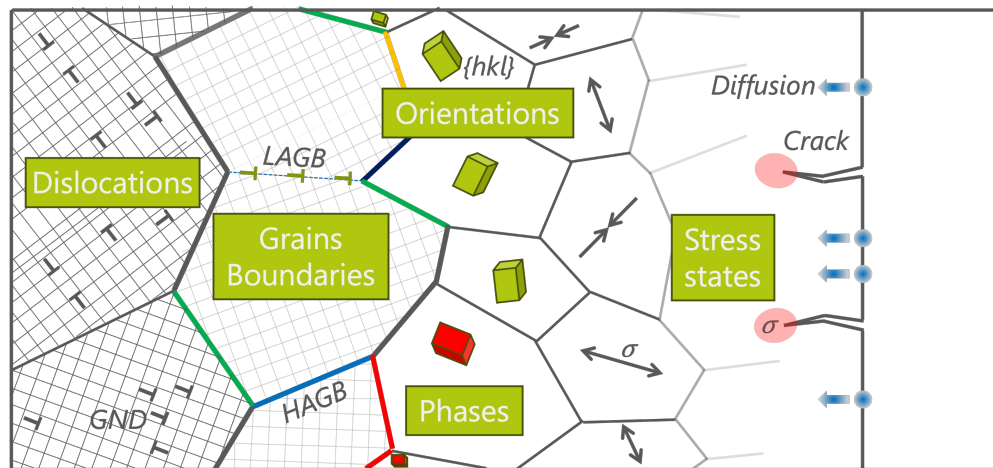 {hkl}
Orientations
Diffusion
Crack
LAGB
Dislocations
Grains
Boundaries
Stress
states
σ
σ
HAGB
Phases
GND